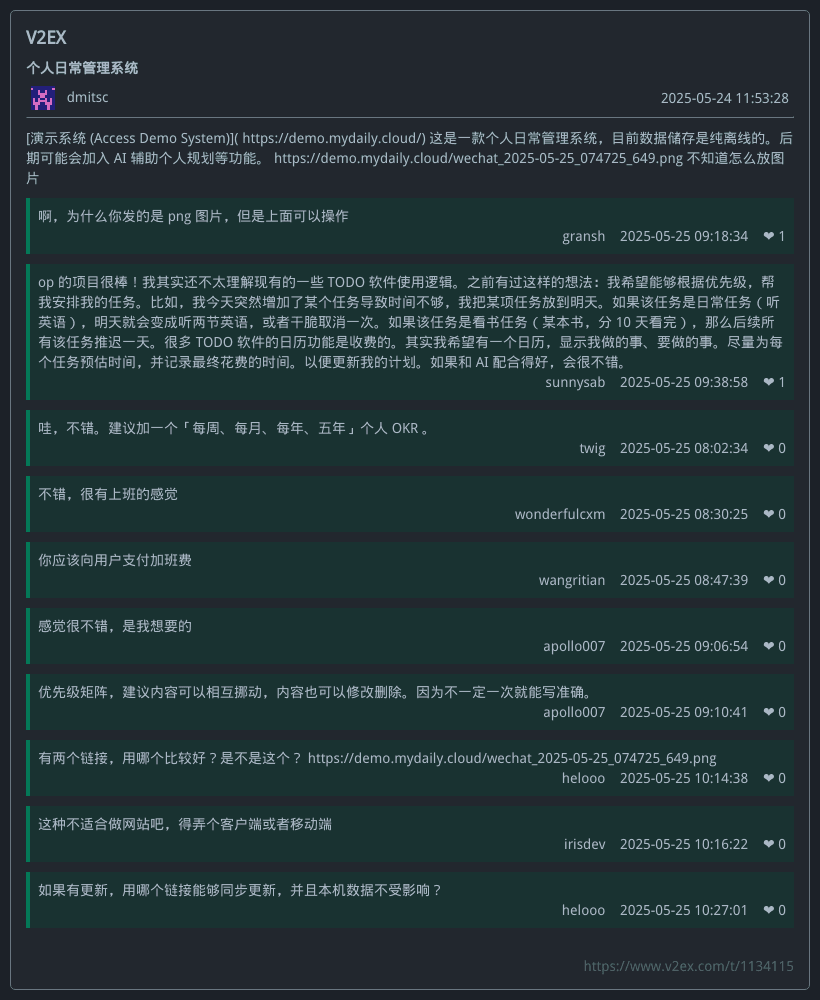 V2EX
个人日常管理系统
dmitsc 2025-05-24 11:53:28
[演示系统 (Access Demo System)]( https://demo.mydaily.cloud/) 这是一款个人日常管理系统，目前数据储存是纯离线的。后
期可能会加入 AI 辅助个人规划等功能。 https://demo.mydaily.cloud/wechat_2025-05-25_074725_649.png 不知道怎么放图
片
啊，为什么你发的是 png 图片，但是上面可以操作
gransh 2025-05-25 09:18:34 ❤ 1
op 的项目很棒！我其实还不太理解现有的一些 TODO 软件使用逻辑。之前有过这样的想法：我希望能够根据优先级，帮
我安排我的任务。比如，我今天突然增加了某个任务导致时间不够，我把某项任务放到明天。如果该任务是日常任务（听
英语），明天就会变成听两节英语，或者干脆取消一次。如果该任务是看书任务（某本书，分 10 天看完），那么后续所
有该任务推迟一天。很多 TODO 软件的日历功能是收费的。其实我希望有一个日历，显示我做的事、要做的事。尽量为每
个任务预估时间，并记录最终花费的时间。以便更新我的计划。如果和 AI 配合得好，会很不错。
sunnysab 2025-05-25 09:38:58 ❤ 1
哇，不错。建议加一个「每周、每月、每年、五年」个人 OKR 。
twig 2025-05-25 08:02:34 ❤ 0
不错，很有上班的感觉
wonderfulcxm 2025-05-25 08:30:25 ❤ 0
你应该向用户支付加班费
wangritian 2025-05-25 08:47:39 ❤ 0
感觉很不错，是我想要的
apollo007 2025-05-25 09:06:54 ❤ 0
优先级矩阵，建议内容可以相互挪动，内容也可以修改删除。因为不一定一次就能写准确。
apollo007 2025-05-25 09:10:41 ❤ 0
有两个链接，用哪个比较好？是不是这个？ https://demo.mydaily.cloud/wechat_2025-05-25_074725_649.png
helooo 2025-05-25 10:14:38 ❤ 0
这种不适合做网站吧，得弄个客户端或者移动端
irisdev 2025-05-25 10:16:22 ❤ 0
如果有更新，用哪个链接能够同步更新，并且本机数据不受影响？
helooo 2025-05-25 10:27:01 ❤ 0
https://www.v2ex.com/t/1134115